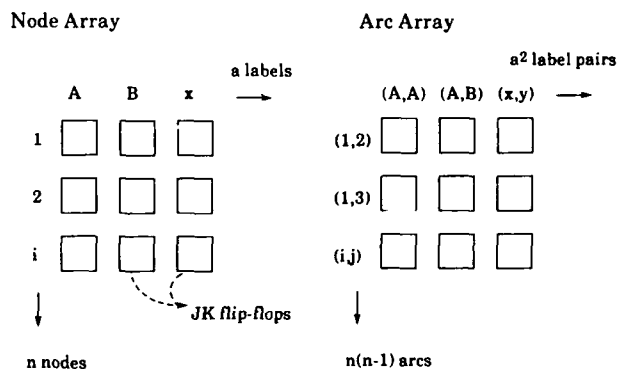 Node Array
Arc Array
a labels
a² label pairs
A B x
(A,A) (A,B) (x,y)
1
(1,2)
2
(1,3)
i
(i,j)
JK flip-flops
n nodes
n(n-1) arcs